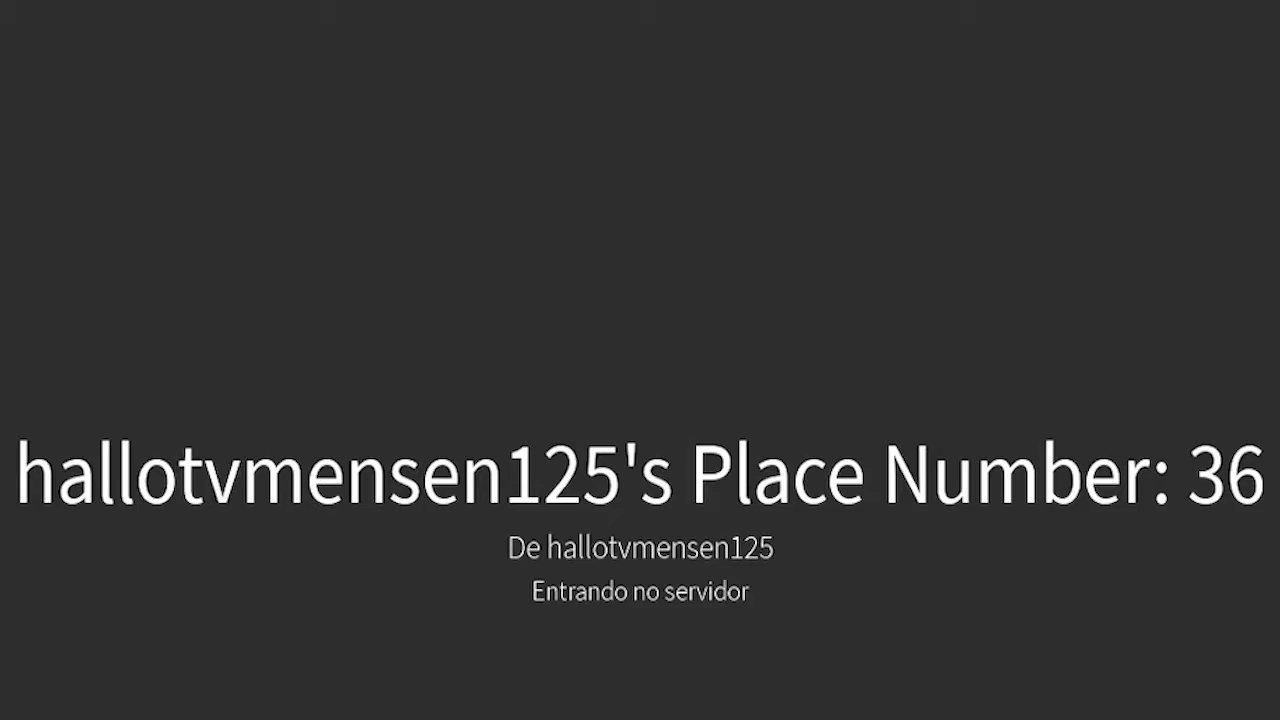 hallotvmensen125's Place Number: 36
De hallotvmensen125
Entrando no servidor